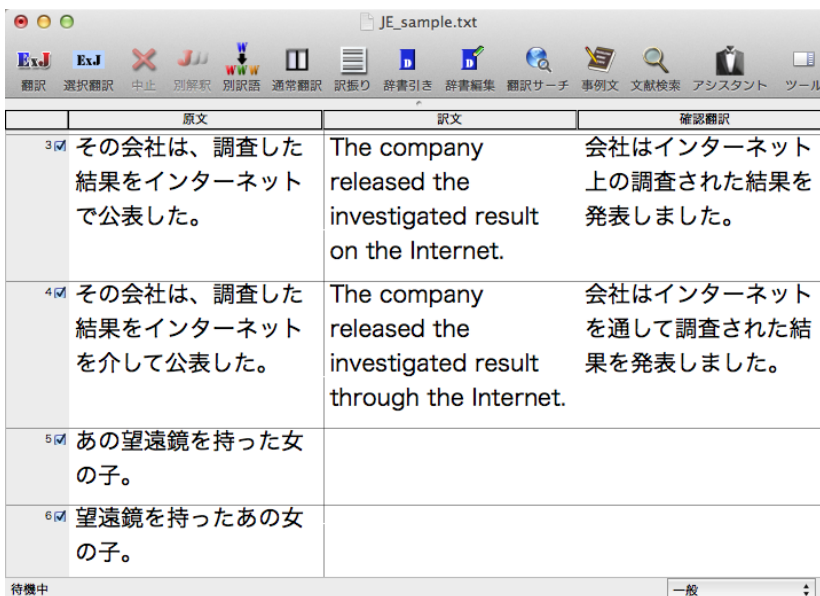 JE_sample.txt
ExJ ExJ J W WWW D D
翻訳 選択翻訳 中止 別解釈 別訳語 通常翻訳 訳振り 辞書引き 辞書編集 翻訳サーチ 事例文 文献検索 アシスタント ツール
原文 訳文 確認翻訳
3 その会社は、調査した
結果をインターネット
で公表した。
The company
released the
investigated result
on the Internet.
会社はインターネット
上の調査された結果を
発表しました。
4 その会社は、調査した
結果をインターネット
を介して公表した。
The company
released the
investigated result
through the Internet.
会社はインターネット
を通して調査された結
果を発表しました。
5 あの望遠鏡を持った女
の子。
6 望遠鏡を持ったあの女
の子。
待機中 一般